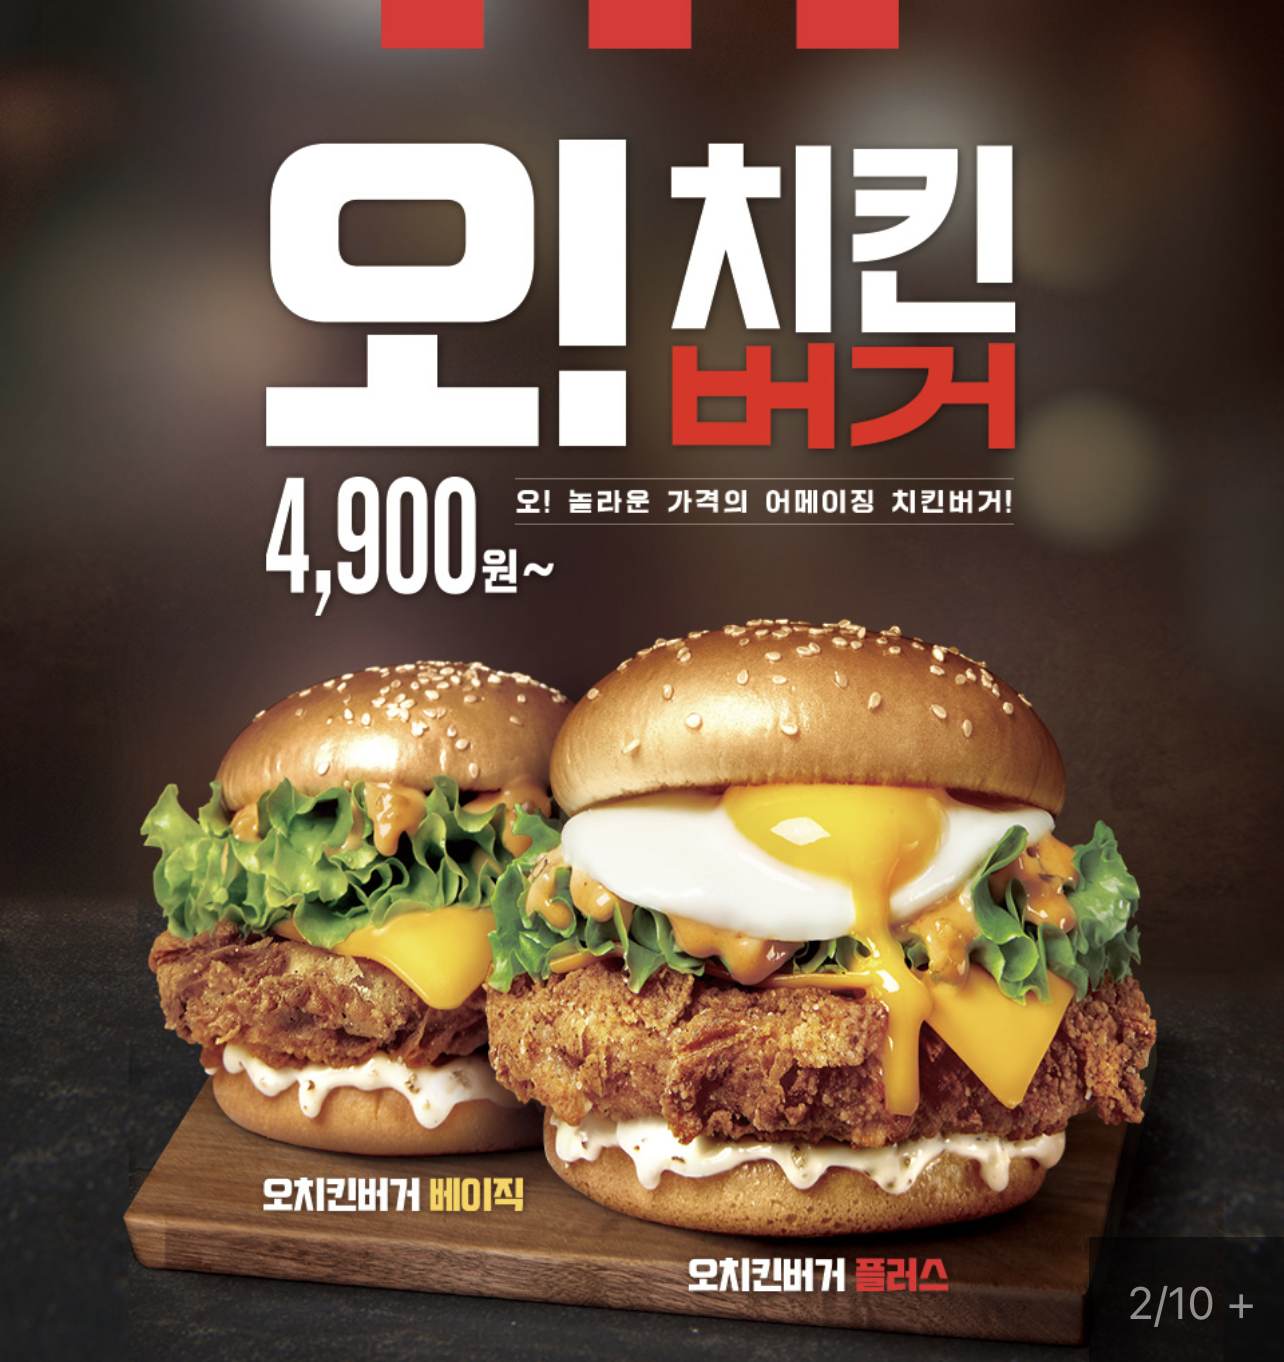 오! 치킨
버거
4,900원~
오! 놀라운 가격의 어메이징 치킨버거!
오치킨버거 베이직
오치킨버거 플러스
2/10 +